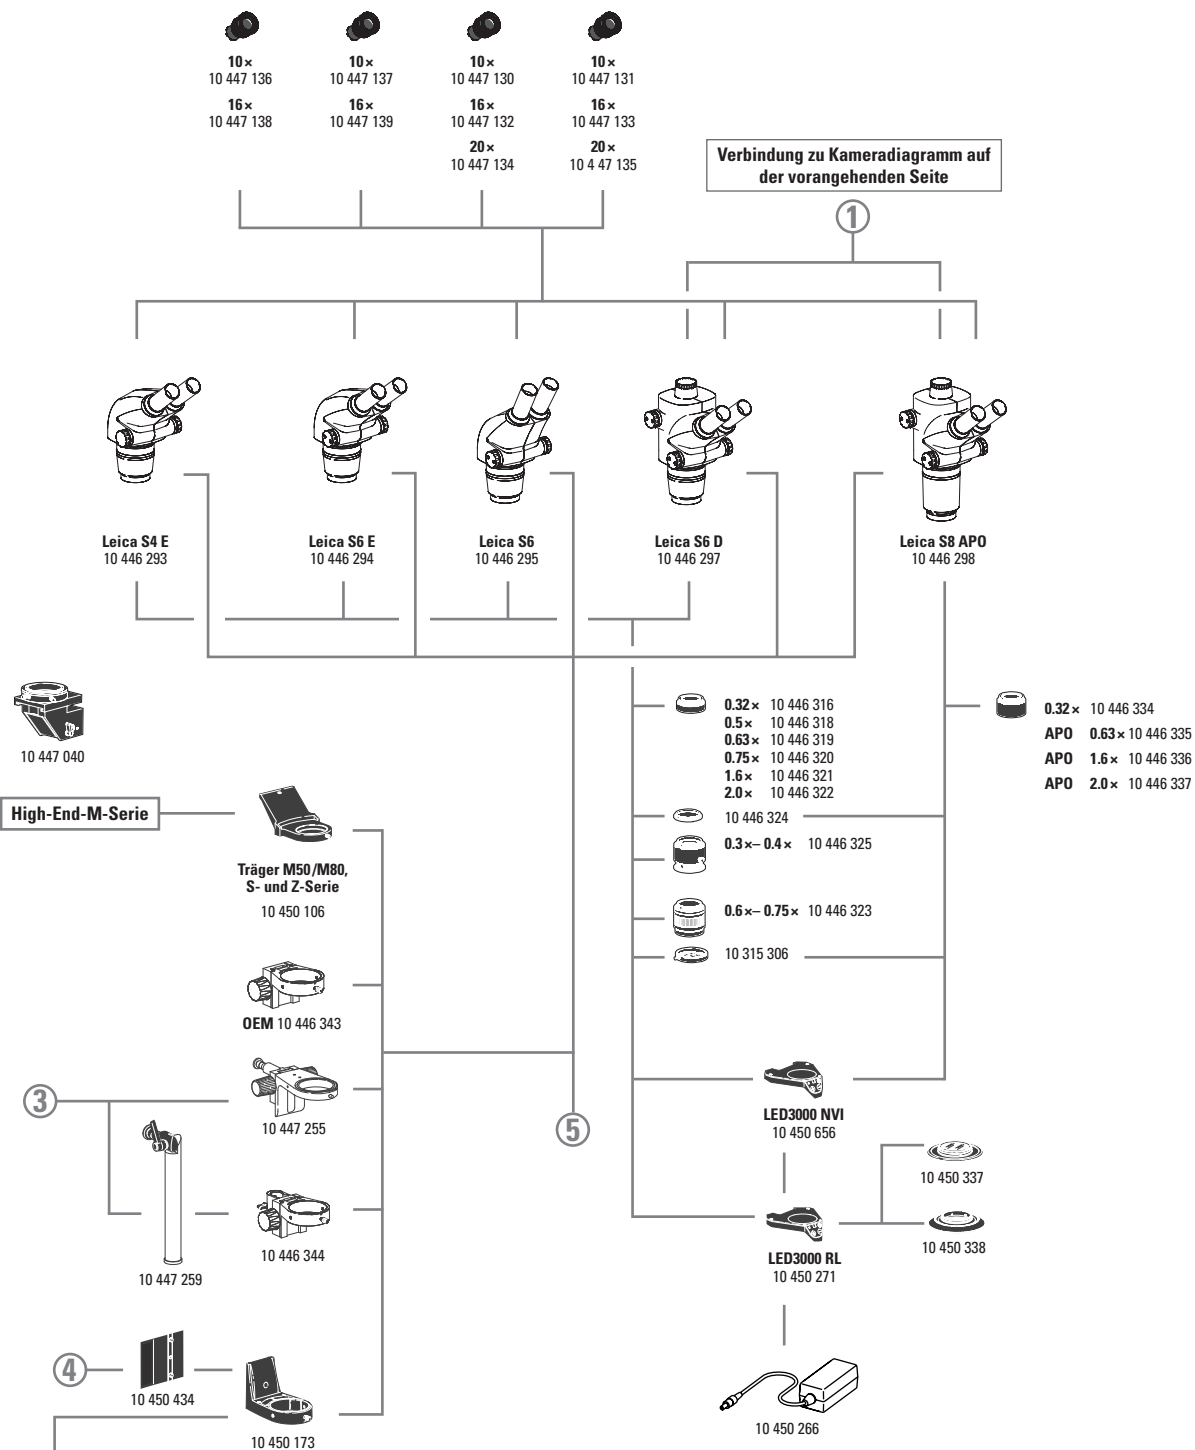 10× 10× 10× 10×
10 447 136 10 447 137 10 447 130 10 447 131
16× 16× 16× 16×
10 447 138 10 447 139 10 447 132 10 447 133
20× 20×
10 447 134 10 4 47 135
Verbindung zu Kameradiagramm auf
der vorangehenden Seite
1
Leica S4 E Leica S6 E Leica S6 Leica S6 D Leica S8 APO
10 446 293 10 446 294 10 446 295 10 446 297 10 446 298
10 447 040
0.32× 10 446 316
0.5× 10 446 318
0.63× 10 446 319
0.75× 10 446 320
1.6× 10 446 321
2.0× 10 446 322
0.32× 10 446 334
APO 0.63× 10 446 335
APO 1.6× 10 446 336
APO 2.0× 10 446 337
High-End-M-Serie
10 446 324
0.3×– 0.4× 10 446 325
Träger M50/M80,
S- und Z-Serie
10 450 106
0.6×– 0.75× 10 446 323
10 315 306
OEM 10 446 343
3
10 447 255
5
LED3000 NVI
10 450 656
10 450 337
10 446 344
10 447 259
10 450 338
LED3000 RL
10 450 271
4
10 450 434
10 450 173
10 450 266